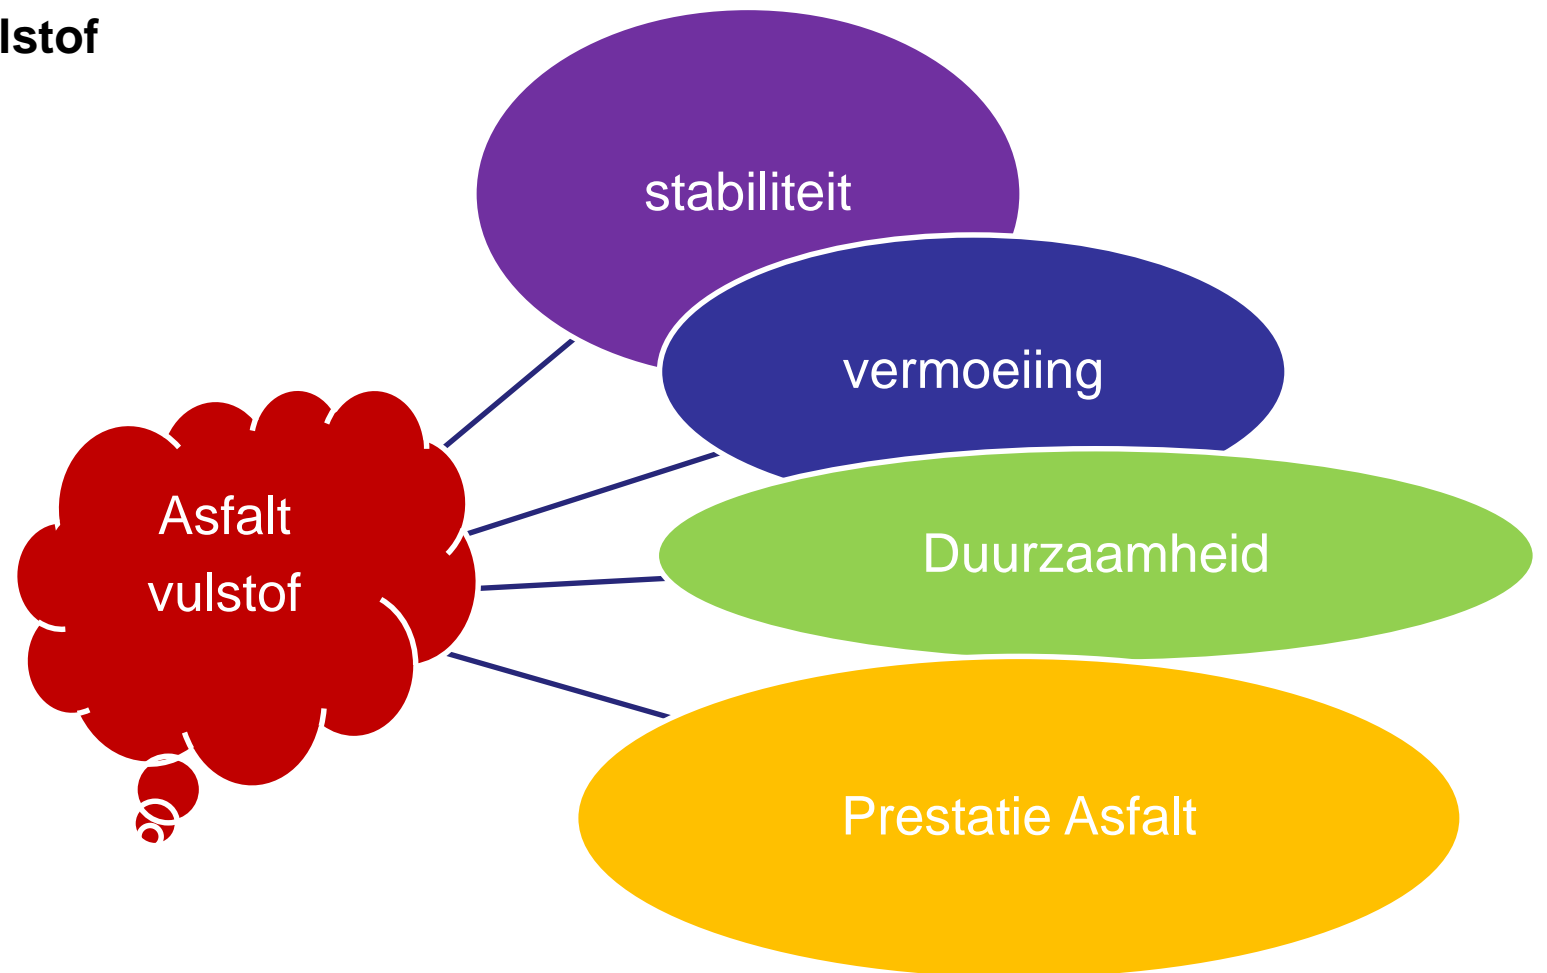 lstof
stabiliteit
vermoeiing
Asfalt
vulstof
Duurzaamheid
Prestatie Asfalt